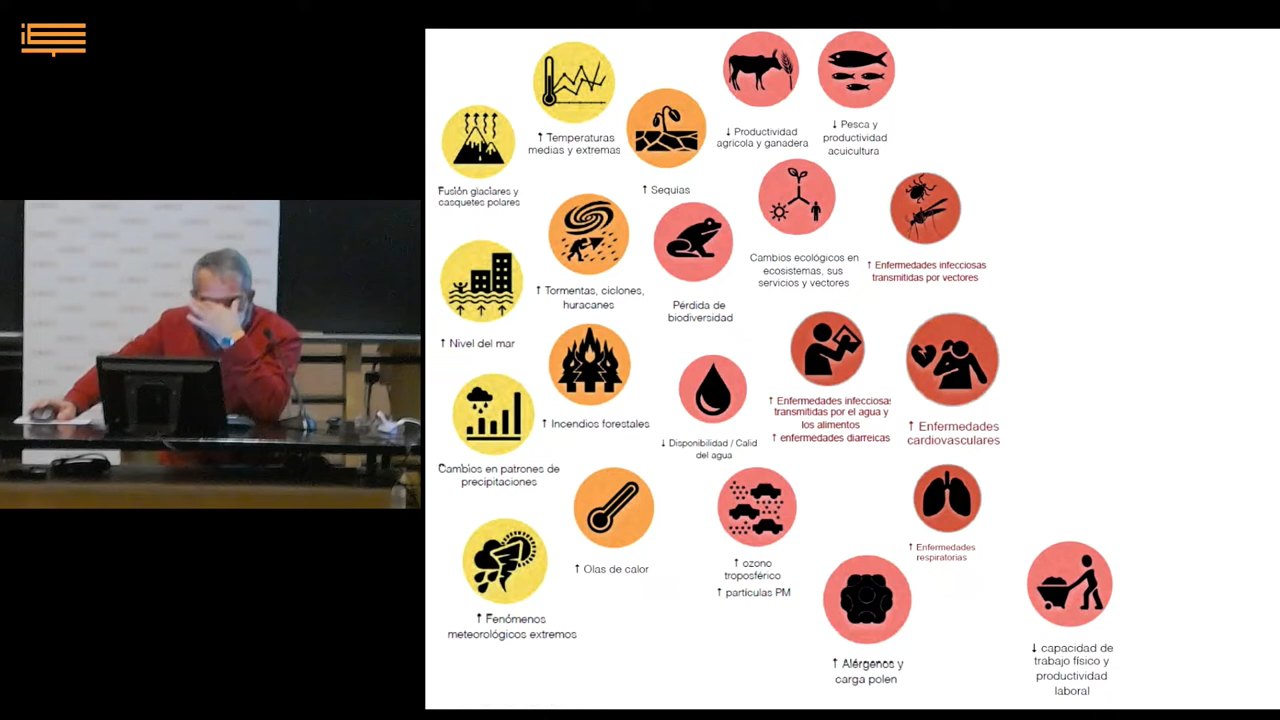 ↑ Temperaturas
medias y extremas
↓ Productividad
agrícola y ganadera
↓ Pesca y
productividad
acuicultura
Fusión glaciares y
casquetes polares
↑ Sequías
Cambios ecológicos en
ecosistemas, sus
servicios y vectores
↑ Enfermedades infecciosas
transmitidas por vectores
↑ Tormentas, ciclones,
huracanes
Pérdida de
biodiversidad
↑ Nivel del mar
↑ Incendios forestales
↓ Disponibilidad / Calid
del agua
↑ Enfermedades infecciosas
transmitidas por el agua y
los alimentos
↑ enfermedades diarreicas
↑ Enfermedades
cardiovasculares
Cambios en patrones de
precipitaciones
↑ Olas de calor
↑ ozono
troposférico
↑ partículas PM
↑ Enfermedades
respiratorias
↑ Fenómenos
meteorológicos extremos
↑ Alérgenos y
carga polen
↓ capacidad de
trabajo físico y
productividad
laboral